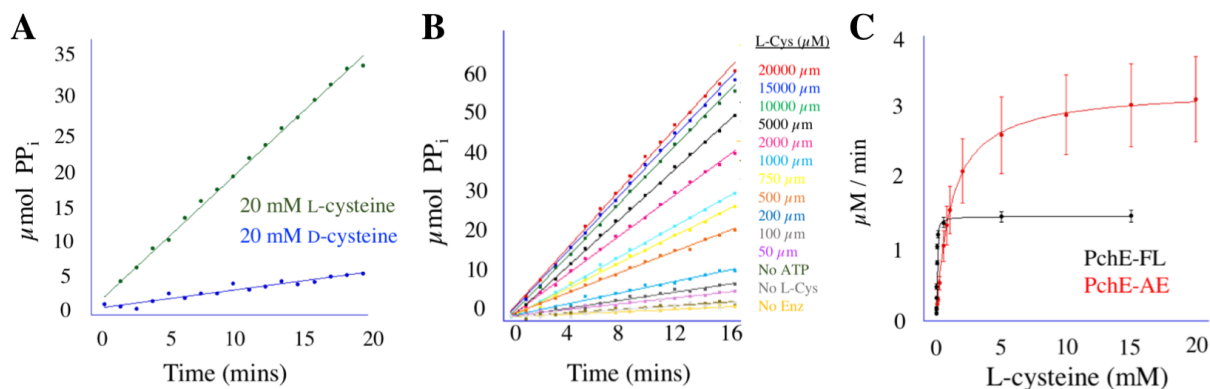 A
35
30
25
20
15
10
5
0
µmol PPi
20 mM L-cysteine
20 mM D-cysteine
0 5 10 15 20
Time (mins)
B
60
50
40
30
20
10
0
µmol PPi
L-Cys (µM)
20000 µm
15000 µm
10000 µm
5000 µm
2000 µm
1000 µm
750 µm
500 µm
200 µm
100 µm
50 µm
No ATP
No L-Cys
No Enz
0 4 8 12 16
Time (mins)
C
4
3
2
1
0
µM / min
PchE-FL
PchE-AE
0 5 10 15 20
L-cysteine (mM)